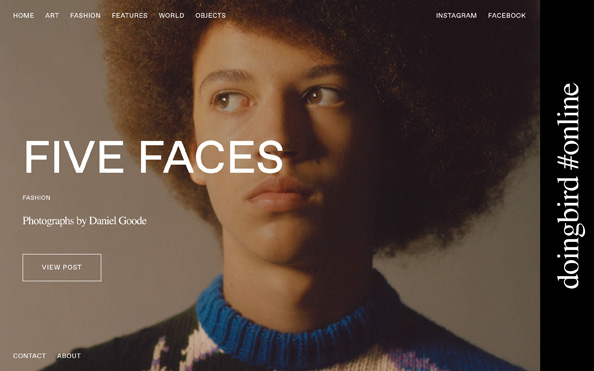 HOME ART FASHION FEATURES WORLD OBJECTS INSTAGRAM FACEBOOK
FIVE FACES
FASHION
Photographs by Daniel Goode
VIEW POST
CONTACT ABOUT
doingbird #online